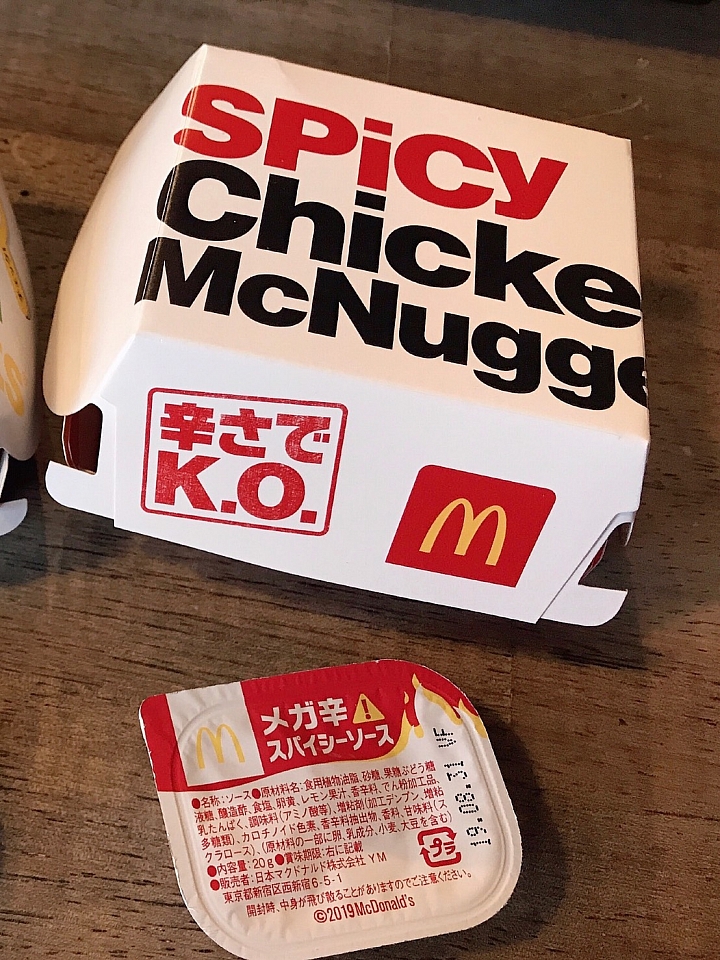 SPiCY
Chicke
McNugge
辛さで
K.O.
メガ辛
スパイシーソース
●名称:ソース●原材料名:食用植物油脂、砂糖、果糖ぶどう糖
液糖、醸造酢、食塩、卵黄、レモン果汁、香辛料、でん粉加工品、
乳たんぱく、調味料(アミノ酸等)、増粘剤(加工デンプン、増粘
多糖類)、カロチノイド色素、香辛料抽出物、香料、甘味料(ス
クラロース)、(原材料の一部に卵、乳成分、小麦、大豆を含む)
●内容量:20g●賞味期限:右に記載
●販売者:日本マクドナルド株式会社 YM
東京都新宿区西新宿6-5-1
開封時、中身が飛び散ることがありますのでご注意ください。
©2019 McDonald's
プラ